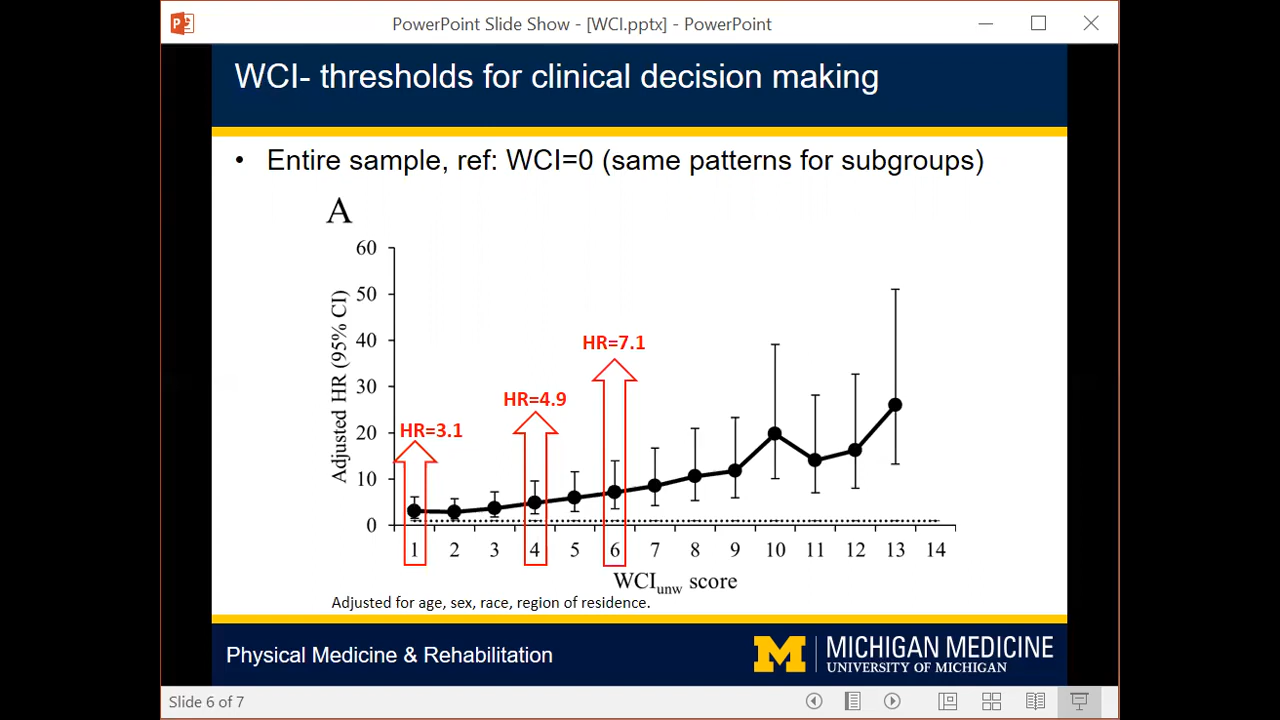 PowerPoint Slide Show - [WCI.pptx] - PowerPoint
WCI- thresholds for clinical decision making
• Entire sample, ref: WCI=0 (same patterns for subgroups)
A
Adjusted HR (95% CI)
60
50
40
30
20
10
0
HR=3.1
HR=4.9
HR=7.1
1 2 3 4 5 6 7 8 9 10 11 12 13 14
WCIunw score
Adjusted for age, sex, race, region of residence.
Physical Medicine & Rehabilitation
M
MICHIGAN MEDICINE
UNIVERSITY OF MICHIGAN
Slide 6 of 7